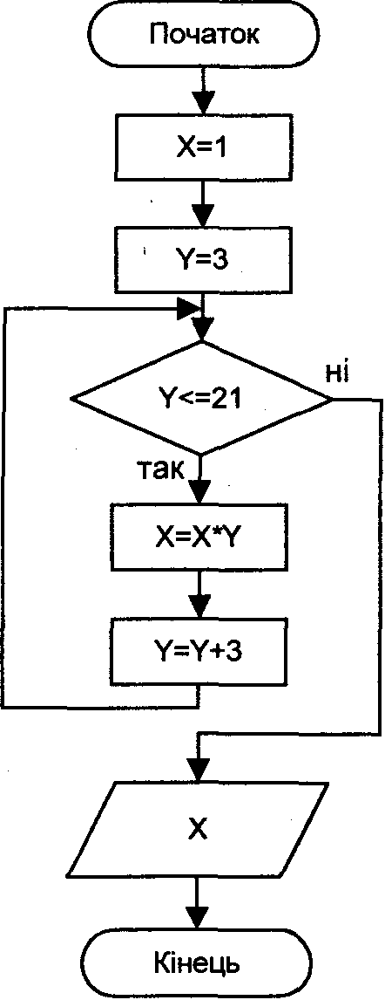 Початок
X=1
Y=3
Y<=21
ні
так
X=X*Y
Y=Y+3
X
Кінець